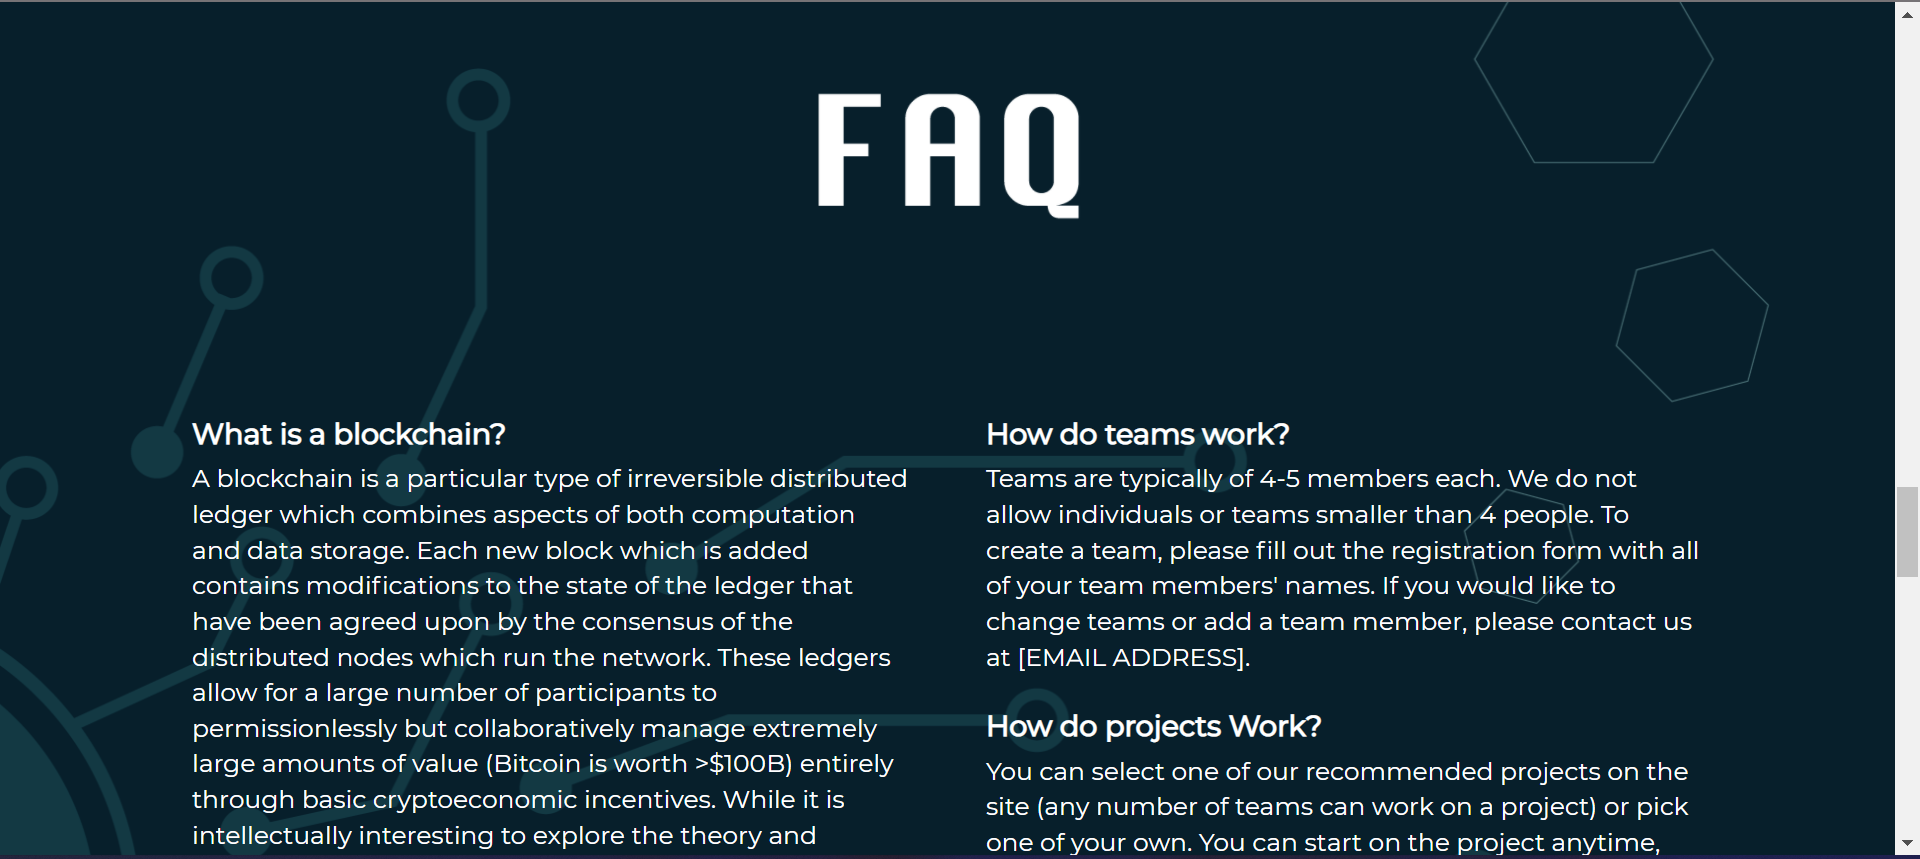 FAQ
What is a blockchain?
A blockchain is a particular type of irreversible distributed
ledger which combines aspects of both computation
and data storage. Each new block which is added
contains modifications to the state of the ledger that
have been agreed upon by the consensus of the
distributed nodes which run the network. These ledgers
allow for a large number of participants to
permissionlessly but collaboratively manage extremely
large amounts of value (Bitcoin is worth >$100B) entirely
through basic cryptoeconomic incentives. While it is
intellectually interesting to explore the theory and
How do teams work?
Teams are typically of 4-5 members each. We do not
allow individuals or teams smaller than 4 people. To
create a team, please fill out the registration form with all
of your team members' names. If you would like to
change teams or add a team member, please contact us
at [EMAIL ADDRESS].
How do projects Work?
You can select one of our recommended projects on the
site (any number of teams can work on a project) or pick
one of your own. You can start on the project anytime,